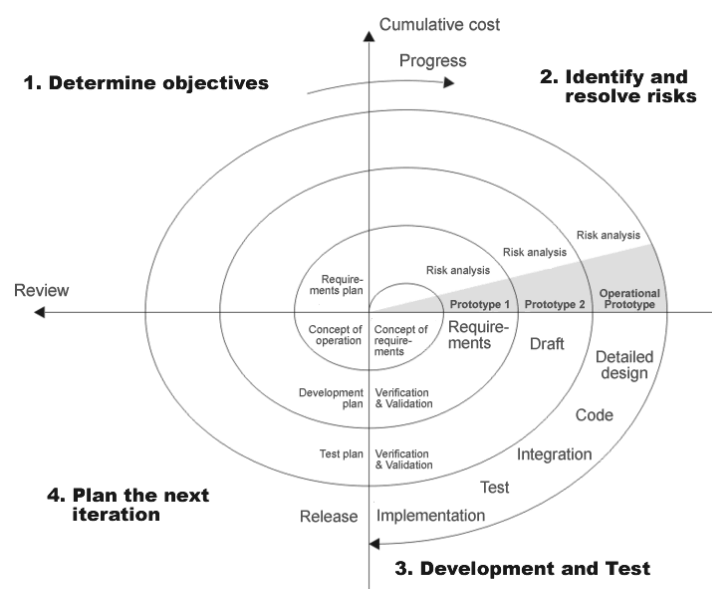 Cumulative cost
Progress
1. Determine objectives
2. Identify and
resolve risks
Risk analysis
Risk analysis
Risk analysis
Require-
ments plan
Review
Prototype 1
Prototype 2
Operational
Prototype
Concept of
operation
Concept of
require-
ments
Require-
ments
Draft
Detailed
design
Development
plan
Verification
& Validation
Code
Test plan
Verification
& Validation
Integration
Test
4. Plan the next
iteration
Release
Implementation
3. Development and Test